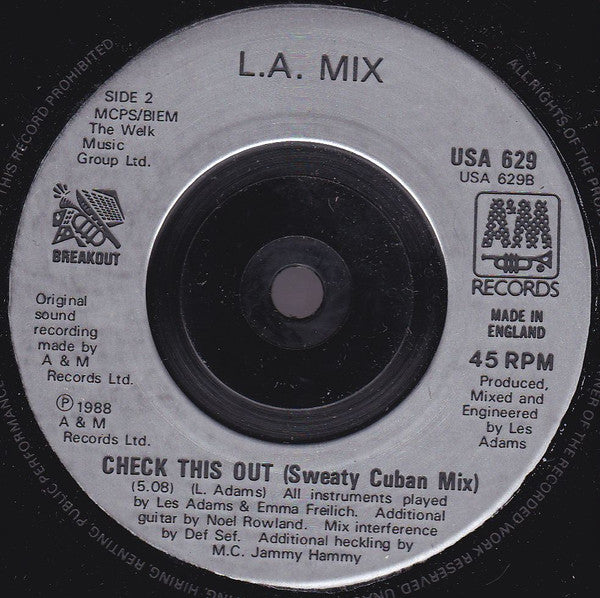 L.A. MIX
SIDE 2
MCPS/BIEM
The Welk
Music
Group Ltd.
BREAKOUT
Original
sound
recording
made by
A & M
Records Ltd.
Ⓟ 1988
A & M
Records Ltd.
USA 629
USA 629B
A&M
RECORDS
MADE IN
ENGLAND
45 RPM
Produced,
Mixed and
Engineered
by Les
Adams
CHECK THIS OUT (Sweaty Cuban Mix)
(5.08) (L. Adams) All instruments played
by Les Adams & Emma Freilich. Additional
guitar by Noel Rowland. Mix interference
by Def Sef. Additional heckling by
M.C. Jammy Hammy
ALL RIGHTS OF THE
OF THE RECORDED WORK RESERVED
HIRING, RENTING, PUBLIC PERFORMANCE
THIS RECORD PROHIBITED